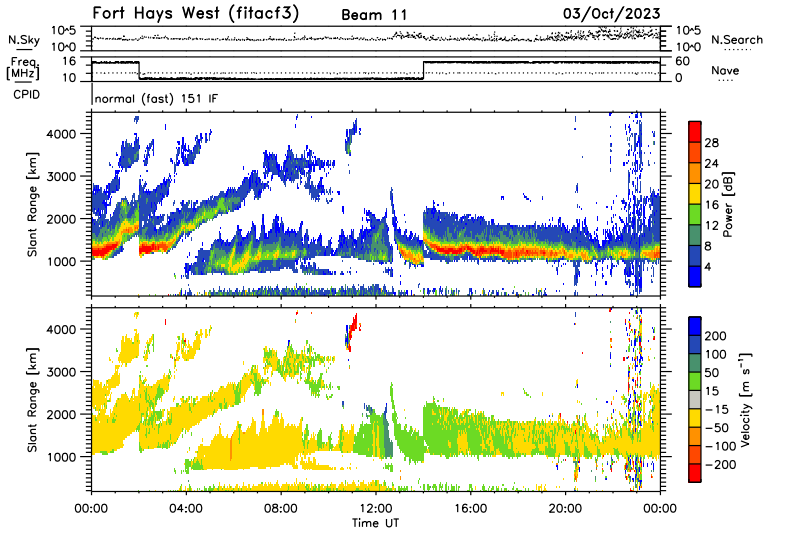 Fort Hays West (fitacf3) Beam 11 03/Oct/2023
N.Sky 10^5 10^0 10^5 10^0 N.Search
Freq. [MHz] 16 10 60 0 Nave
CPID normal (fast) 151 IF
Slant Range [km] 4000 3000 2000 1000
Power [dB] 28 24 20 16 12 8 4
Slant Range [km] 4000 3000 2000 1000
Velocity [m s⁻¹] 200 100 50 15 −15 −50 −100 −200
00:00 04:00 08:00 12:00 16:00 20:00 00:00
Time UT